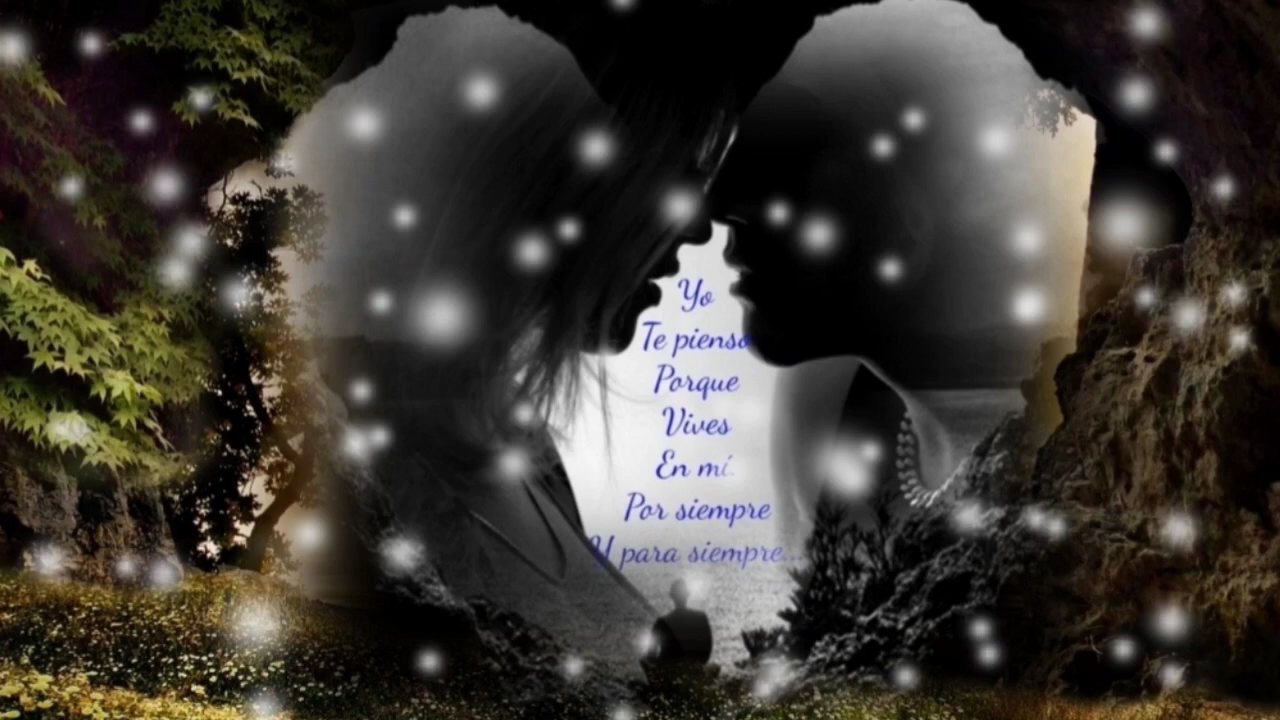 Yo
Te pienso
Porque
Vives
En mí.
Por siempre
Y para siempre...